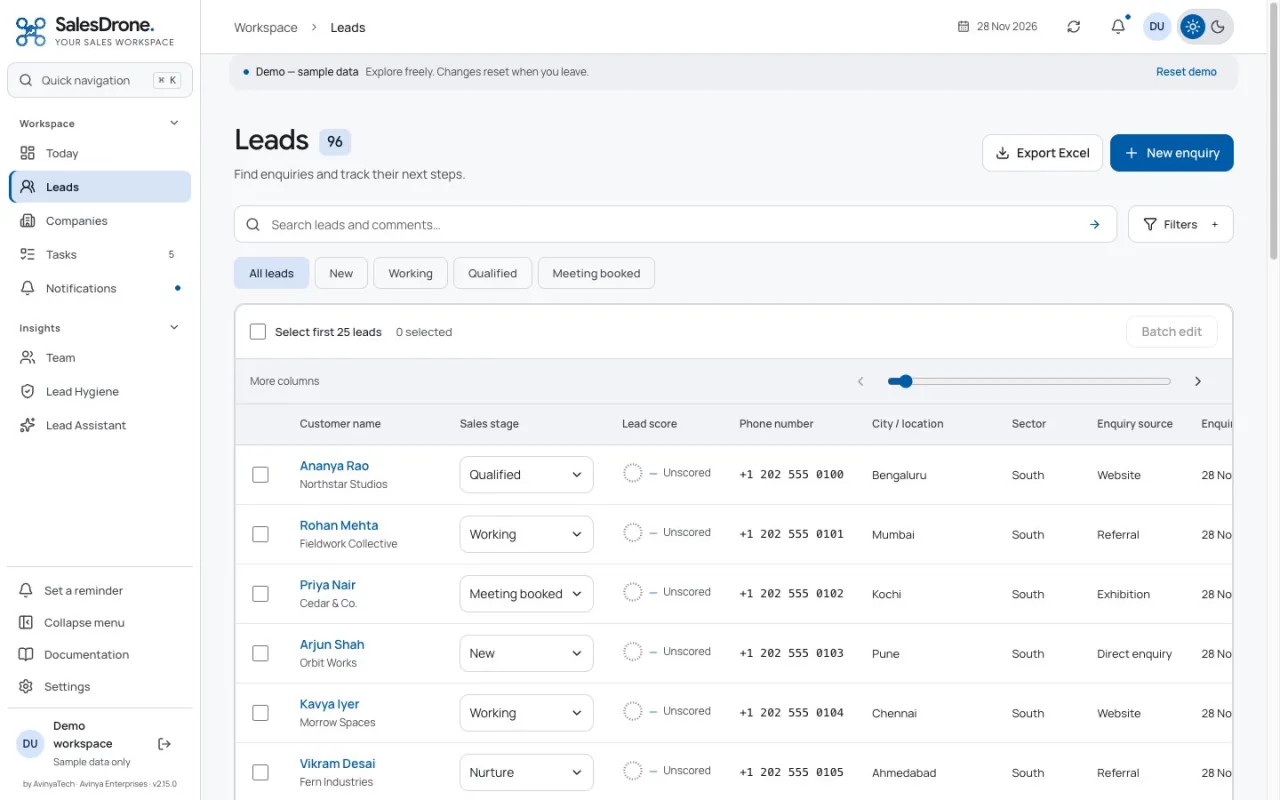 SalesDrone.
YOUR SALES WORKSPACE
Quick navigation ⌘ K
Workspace
Today
Leads
Companies
Tasks 5
Notifications
Insights
Team
Lead Hygiene
Lead Assistant
Set a reminder
Collapse menu
Documentation
Settings
DU
Demo
workspace
Sample data only
by AvinyaTech · Avinya Enterprises · v2.15.0
Workspace > Leads
28 Nov 2026
DU
Demo — sample data Explore freely. Changes reset when you leave. Reset demo
Leads 96
Find enquiries and track their next steps.
Export Excel
+ New enquiry
Search leads and comments...
Filters +
All leads New Working Qualified Meeting booked
Select first 25 leads 0 selected Batch edit
More columns
Customer name Sales stage Lead score Phone number City / location Sector Enquiry source Enqui
Ananya Rao
Northstar Studios
Qualified – Unscored +1 202 555 0100 Bengaluru South Website 28 No
Rohan Mehta
Fieldwork Collective
Working – Unscored +1 202 555 0101 Mumbai South Referral 28 No
Priya Nair
Cedar & Co.
Meeting booked – Unscored +1 202 555 0102 Kochi South Exhibition 28 No
Arjun Shah
Orbit Works
New – Unscored +1 202 555 0103 Pune South Direct enquiry 28 No
Kavya Iyer
Morrow Spaces
Working – Unscored +1 202 555 0104 Chennai South Website 28 No
Vikram Desai
Fern Industries
Nurture – Unscored +1 202 555 0105 Ahmedabad South Referral 28 No